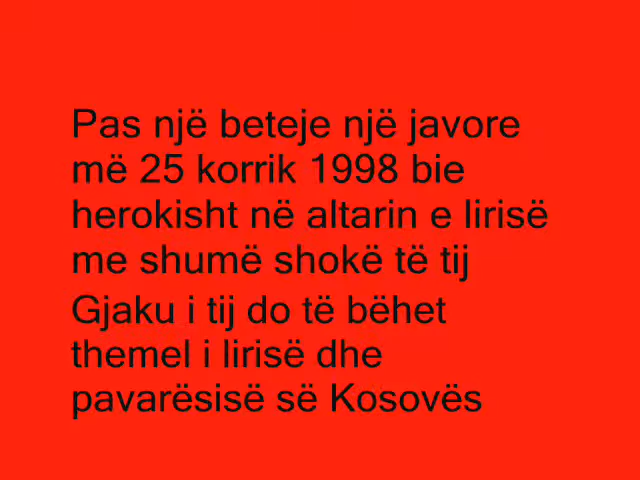 Pas një beteje një javore
më 25 korrik 1998 bie
herokisht në altarin e lirisë
me shumë shokë të tij
Gjaku i tij do të bëhet
themel i lirisë dhe
pavarësisë së Kosovës